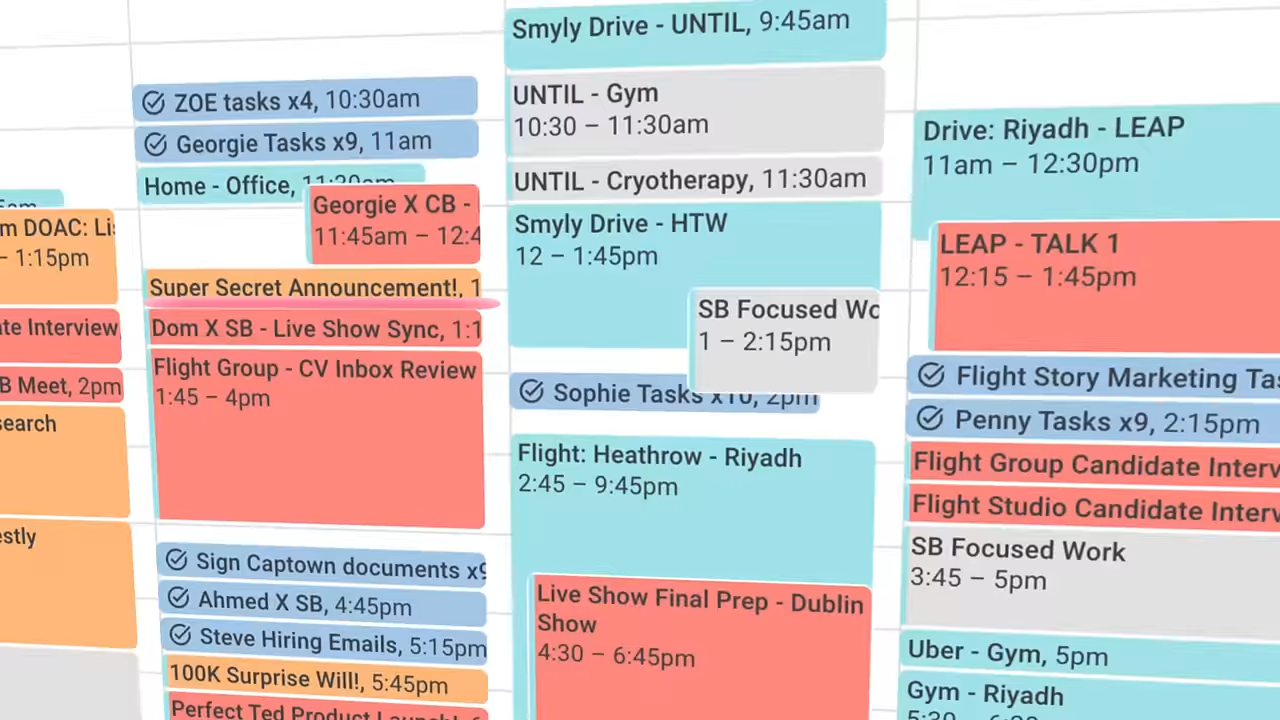 m DOAC: Li
– 1:15pm
Interview
B Meet, 2pm
ZOE tasks x4, 10:30am
Georgie Tasks x9, 11am
Home - Office, 11:30am
Georgie X CB -
11:45am – 12:4
Super Secret Announcement!, 1
Dom X SB - Live Show Sync, 1:1
Flight Group - CV Inbox Review
1:45 – 4pm
Sign Captown documents x9
Ahmed X SB, 4:45pm
Steve Hiring Emails, 5:15pm
100K Surprise Will!, 5:45pm
Perfect Ted Product Launch!
Smyly Drive - UNTIL, 9:45am
UNTIL - Gym
10:30 – 11:30am
UNTIL - Cryotherapy, 11:30am
Smyly Drive - HTW
12 – 1:45pm
SB Focused Wo
1 – 2:15pm
Sophie Tasks x10, 2pm
Flight: Heathrow - Riyadh
2:45 – 9:45pm
Live Show Final Prep - Dublin
Show
4:30 – 6:45pm
Drive: Riyadh - LEAP
11am – 12:30pm
LEAP - TALK 1
12:15 – 1:45pm
Flight Story Marketing Tas
Penny Tasks x9, 2:15pm
Flight Group Candidate Interv
Flight Studio Candidate Interv
SB Focused Work
3:45 – 5pm
Uber - Gym, 5pm
Gym - Riyadh